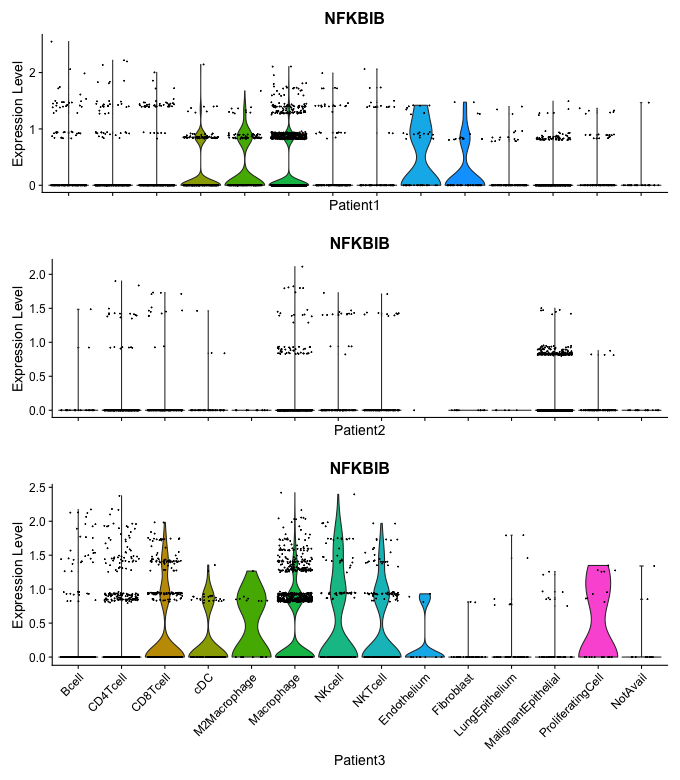 NFKBIB
Expression Level
2
1
0
Patient1
NFKBIB
Expression Level
2.0
1.5
1.0
0.5
0.0
Patient2
NFKBIB
Expression Level
2.5
2.0
1.5
1.0
0.5
0.0
Bcell
CD4Tcell
CD8Tcell
cDC
M2Macrophage
Macrophage
NKcell
NKTcell
Endothelium
Fibroblast
LungEpithelium
MalignantEpithelial
ProliferatingCell
NotAvail
Patient3